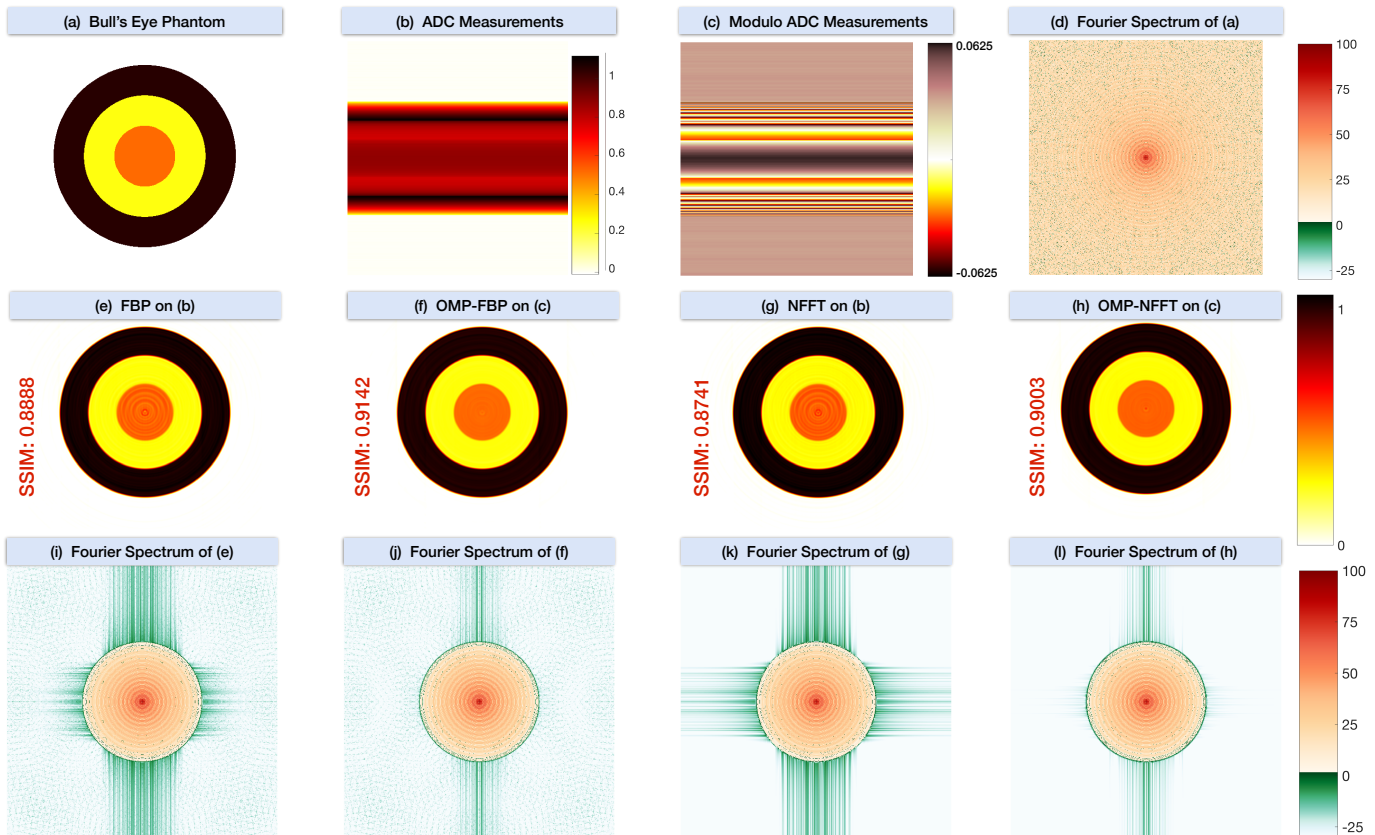 (a) Bull's Eye Phantom
(b) ADC Measurements
(c) Modulo ADC Measurements
(d) Fourier Spectrum of (a)
1
0.8
0.6
0.4
0.2
0
0.0625
-0.0625
100
75
50
25
0
-25
(e) FBP on (b)
(f) OMP-FBP on (c)
(g) NFFT on (b)
(h) OMP-NFFT on (c)
SSIM: 0.8888
SSIM: 0.9142
SSIM: 0.8741
SSIM: 0.9003
1
0
(i) Fourier Spectrum of (e)
(j) Fourier Spectrum of (f)
(k) Fourier Spectrum of (g)
(l) Fourier Spectrum of (h)
100
75
50
25
0
-25